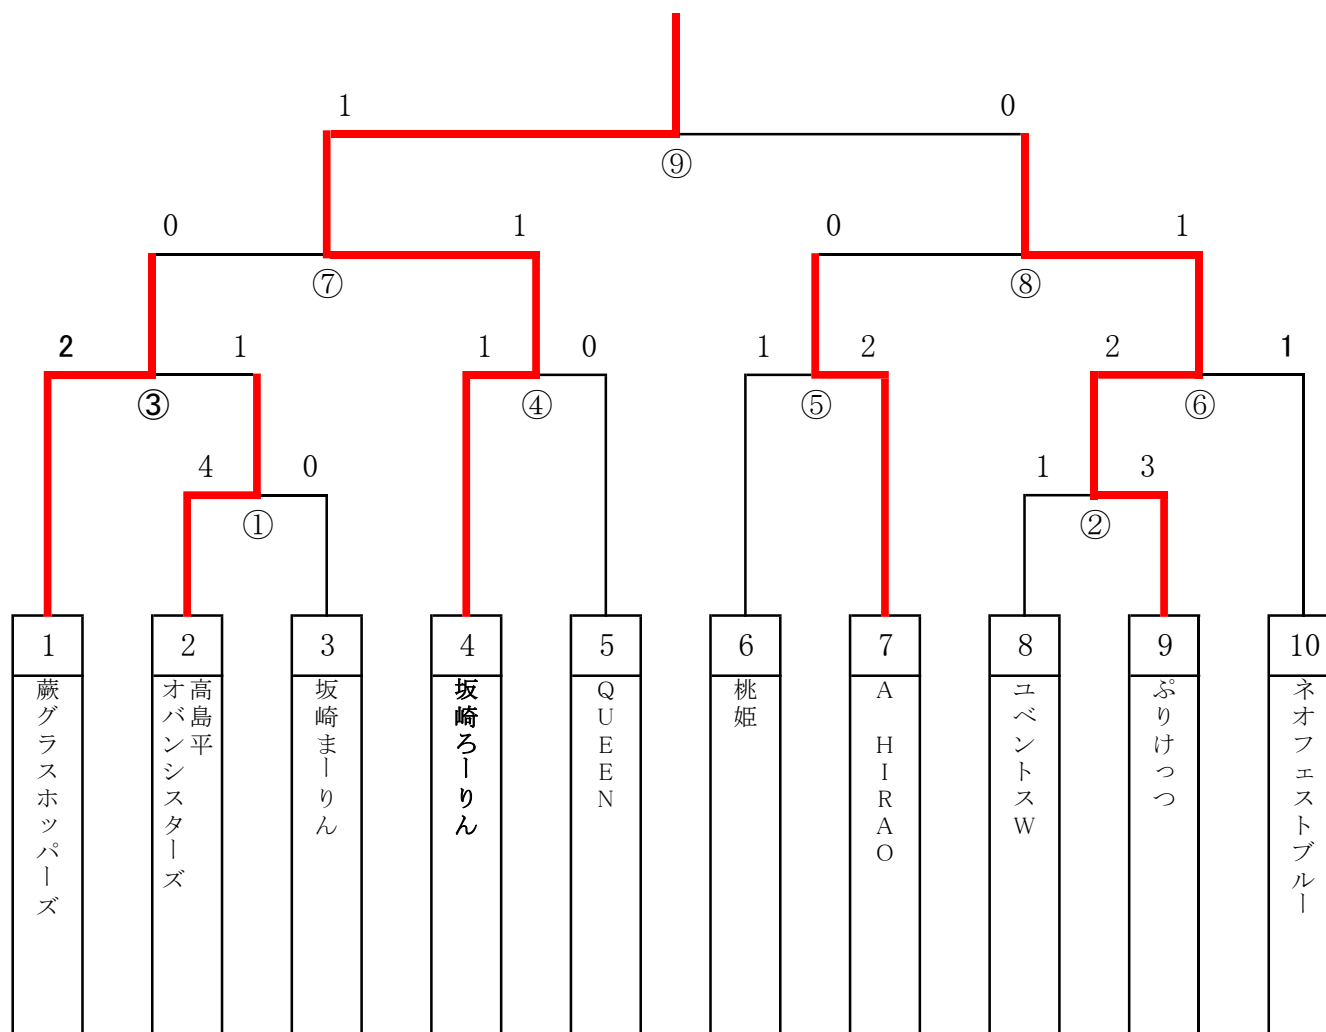 1 0
⑨
0 1 0 1
⑦ ⑧
2 1 1 0 1 2 2 1
③ ④ ⑤ ⑥
4 0 1 3
① ②
1 2 3 4 5 6 7 8 9 10
蕨グラスホッパーズ
高島平
オバンシスターズ
坂崎まーりん
坂崎ろーりん
QUEEN
桃姫
A HIRAO
ユベントスW
ぷりけっつ
ネオフェストブルー